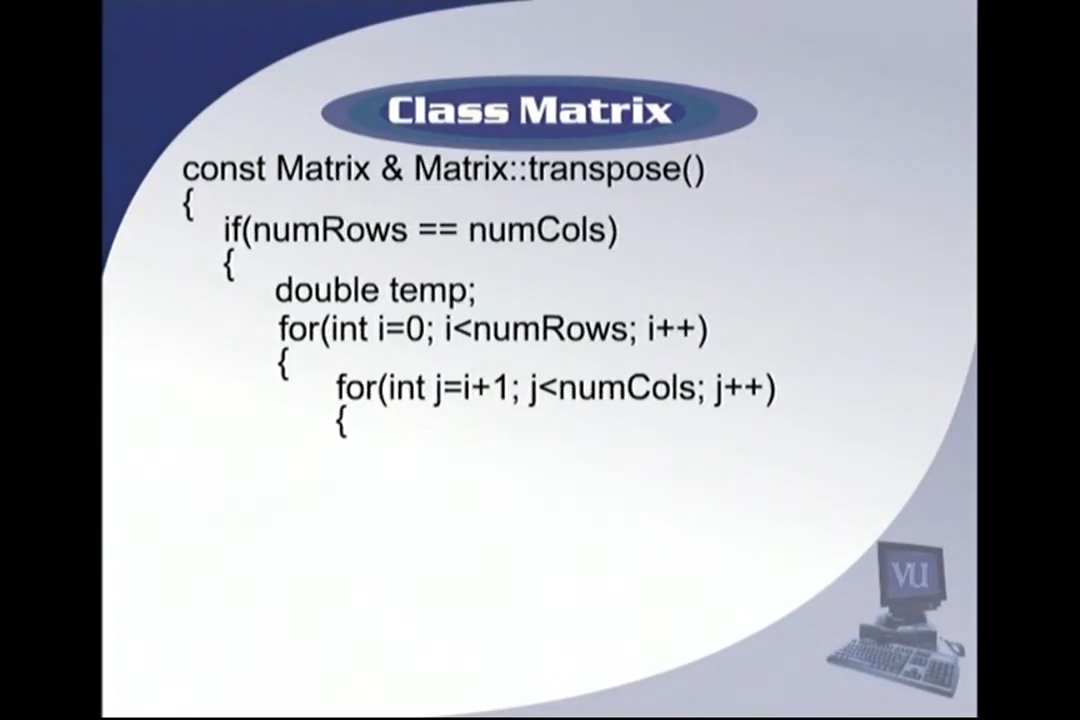 Class Matrix
const Matrix & Matrix::transpose()
{
if(numRows == numCols)
{
double temp;
for(int i=0; i<numRows; i++)
{
for(int j=i+1; j<numCols; j++)
{
VU